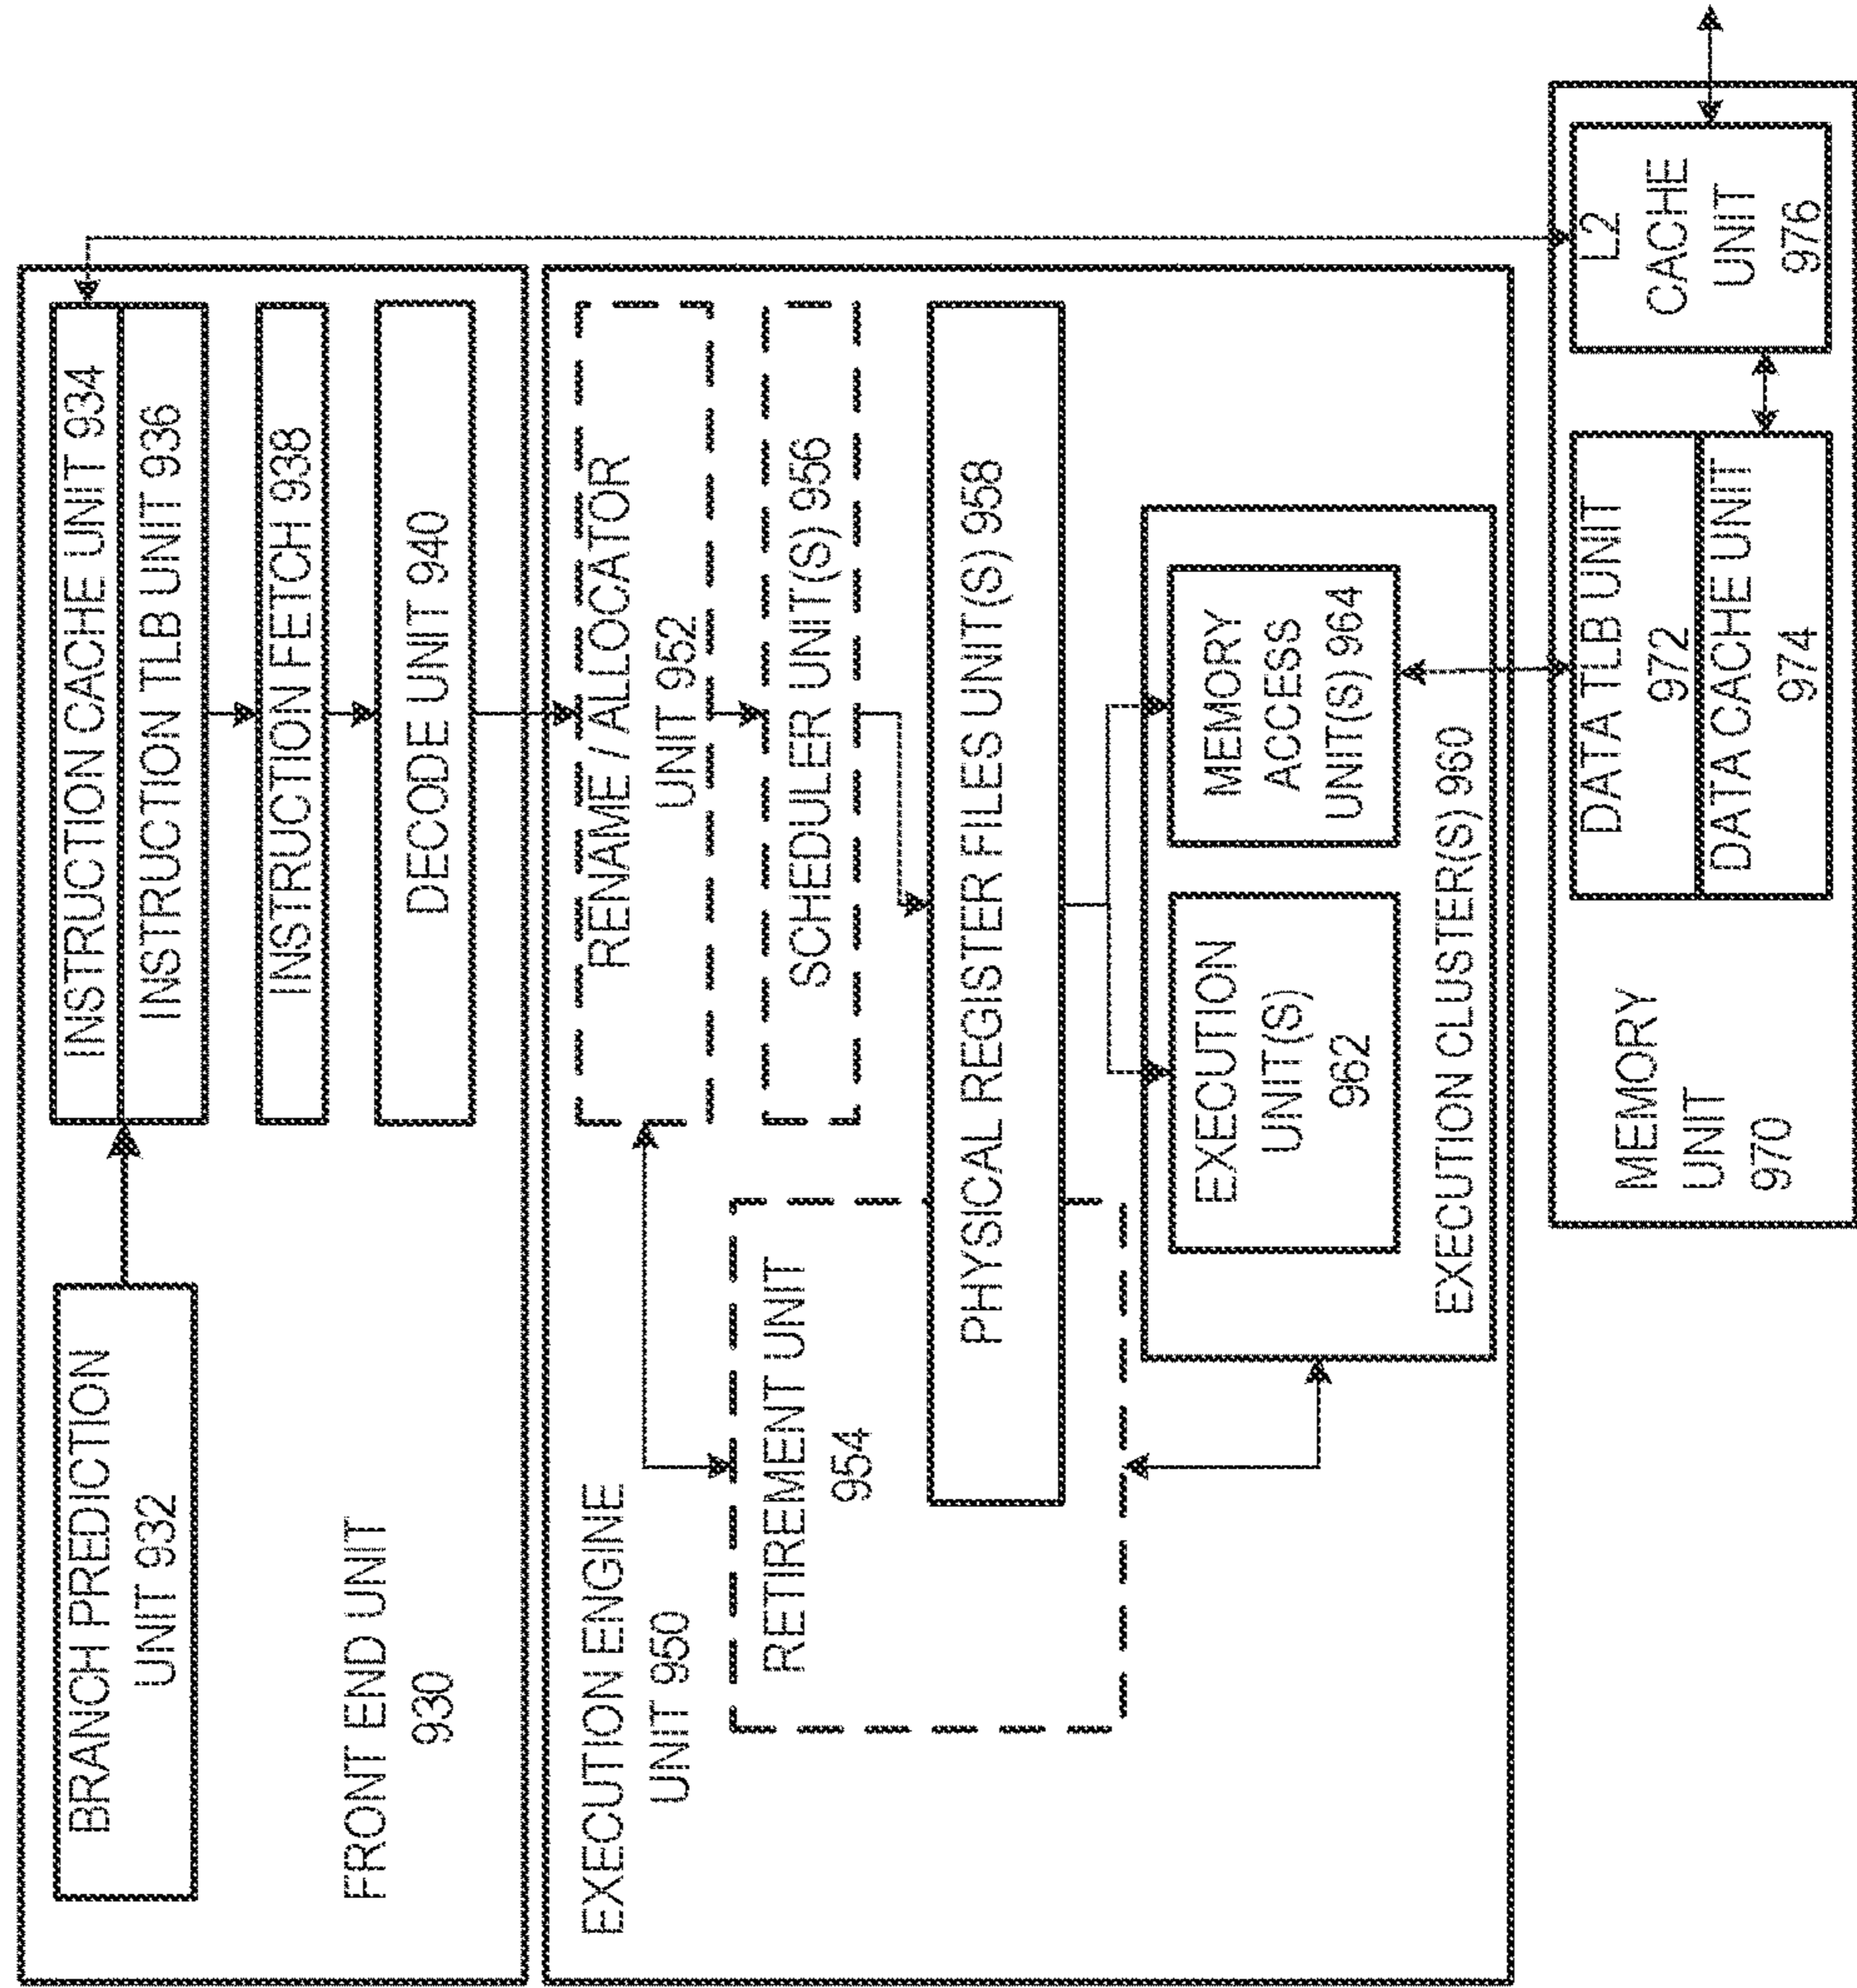 BRANCH PREDICTION
UNIT 932
INSTRUCTION CACHE UNIT 934
INSTRUCTION TLB UNIT 936
INSTRUCTION FETCH 938
DECODE UNIT 940
FRONT END UNIT
930
EXECUTION ENGINE
UNIT 950
RENAME / ALLOCATOR
UNIT 952
RETIREMENT UNIT
954
SCHEDULER UNIT(S) 956
PHYSICAL REGISTER FILES UNIT(S) 958
EXECUTION
UNIT(S)
962
MEMORY
ACCESS
UNIT(S) 964
EXECUTION CLUSTER(S) 960
MEMORY
UNIT
970
DATA TLB UNIT
972
DATA CACHE UNIT
974
L2
CACHE
UNIT
976